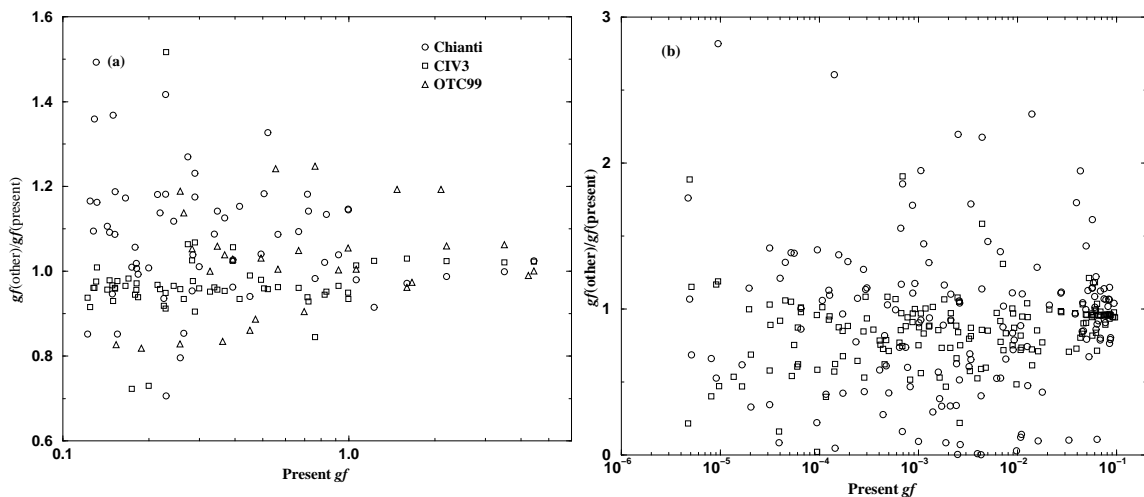 1.6
(a)
Chianti
CIV3
OTC99
1.4
1.2
1.0
0.8
0.6
gf(other)/gf(present)
0.1
1.0
Present gf
3
(b)
2
1
0
gf(other)/gf(present)
10⁻⁶
10⁻⁵
10⁻⁴
10⁻³
10⁻²
10⁻¹
Present gf